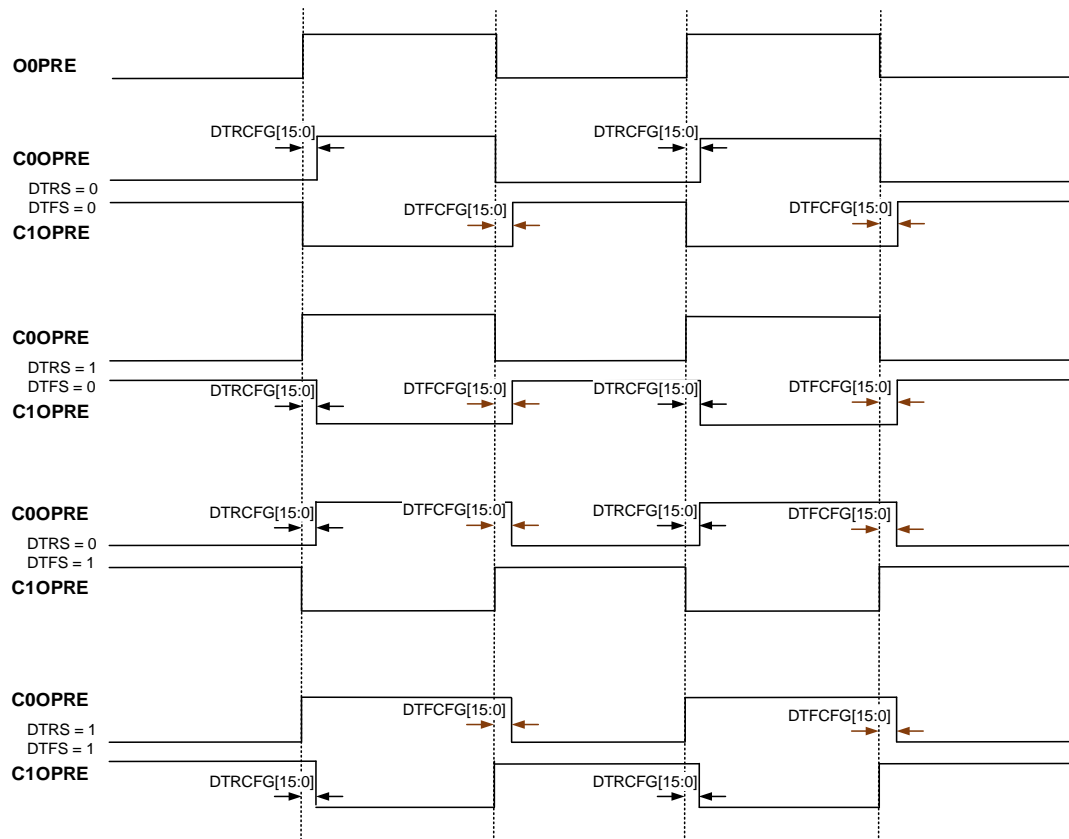 O0PRE
DTRCFG[15:0] DTRCFG[15:0]
C0OPRE
DTRS = 0
DTFS = 0
DTFCFG[15:0] DTFCFG[15:0]
C1OPRE
C0OPRE
DTRS = 1
DTFS = 0
DTRCFG[15:0] DTFCFG[15:0] DTRCFG[15:0] DTFCFG[15:0]
C1OPRE
C0OPRE
DTRCFG[15:0] DTFCFG[15:0] DTRCFG[15:0] DTFCFG[15:0]
DTRS = 0
DTFS = 1
C1OPRE
C0OPRE
DTFCFG[15:0] DTFCFG[15:0]
DTRS = 1
DTFS = 1
C1OPRE
DTRCFG[15:0] DTRCFG[15:0]